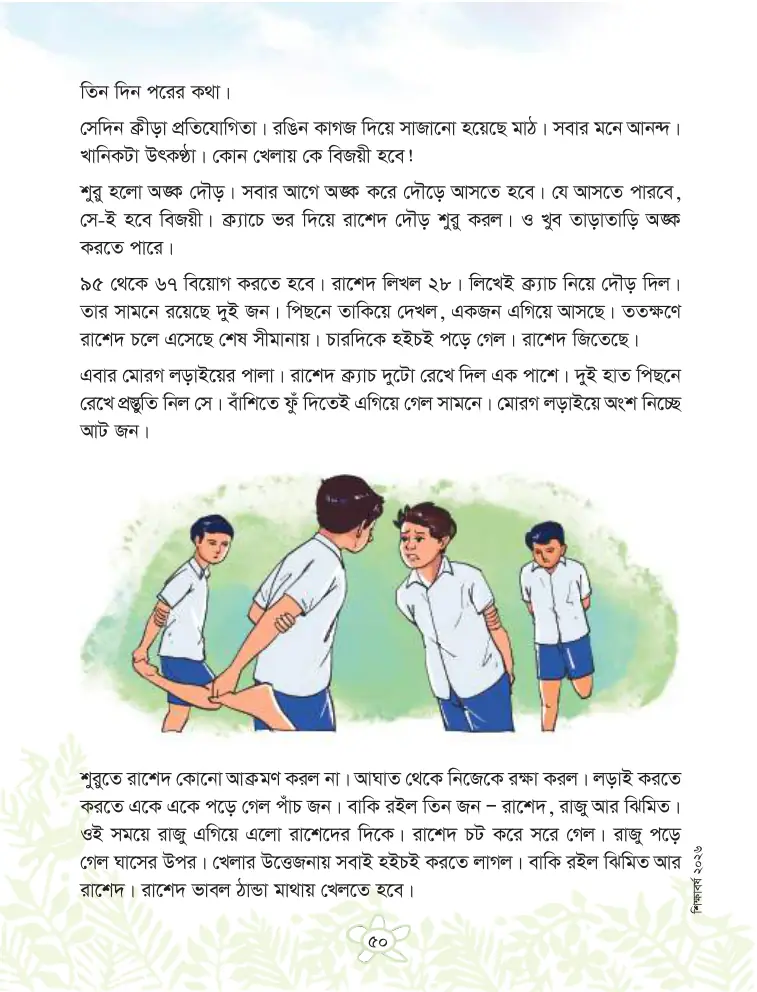 তিন দিন পরের কথা।
সেদিন ক্রীড়া প্রতিযোগিতা। রঙিন কাগজ দিয়ে সাজানো হয়েছে মাঠ। সবার মনে আনন্দ।
খানিকটা উৎকণ্ঠা। কোন খেলায় কে বিজয়ী হবে!
শুরু হলো অঙ্ক দৌড়। সবার আগে অঙ্ক করে দৌড়ে আসতে হবে। যে আসতে পারবে,
সে-ই হবে বিজয়ী। ক্র্যাচে ভর দিয়ে রাশেদ দৌড় শুরু করল। ও খুব তাড়াতাড়ি অঙ্ক
করতে পারে।
৯৫ থেকে ৬৭ বিয়োগ করতে হবে। রাশেদ লিখল ২৮। লিখেই ক্র্যাচ নিয়ে দৌড় দিল।
তার সামনে রয়েছে দুই জন। পিছনে তাকিয়ে দেখল, একজন এগিয়ে আসছে। ততক্ষণে
রাশেদ চলে এসেছে শেষ সীমানায়। চারদিকে হইচই পড়ে গেল। রাশেদ জিতেছে।
এবার মোরগ লড়াইয়ের পালা। রাশেদ ক্র্যাচ দুটো রেখে দিল এক পাশে। দুই হাত পিছনে
রেখে প্রস্তুতি নিল সে। বাঁশিতে ফুঁ দিতেই এগিয়ে গেল সামনে। মোরগ লড়াইয়ে অংশ নিচ্ছে
আট জন।
শুরুতে রাশেদ কোনো আক্রমণ করল না। আঘাত থেকে নিজেকে রক্ষা করল। লড়াই করতে
করতে একে একে পড়ে গেল পাঁচ জন। বাকি রইল তিন জন – রাশেদ, রাজু আর ঝিমিত।
ওই সময়ে রাজু এগিয়ে এলো রাশেদের দিকে। রাশেদ চট করে সরে গেল। রাজু পড়ে
গেল ঘাসের উপর। খেলার উত্তেজনায় সবাই হইচই করতে লাগল। বাকি রইল ঝিমিত আর
রাশেদ। রাশেদ ভাবল ঠান্ডা মাথায় খেলতে হবে।
শিক্ষাবর্ষ ২০২৬
৫০